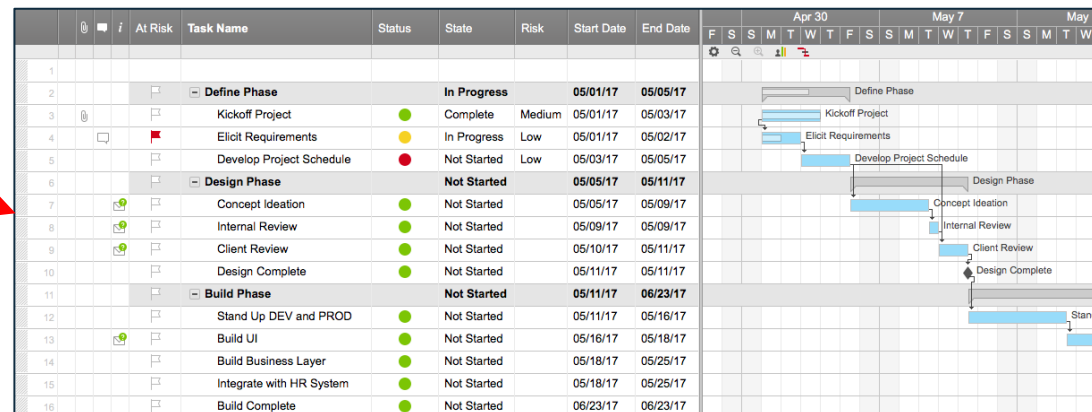 Apr 30 May 7 May
i At Risk Task Name Status State Risk Start Date End Date F S S M T W T F S S M T W T F S S M T W
1
2 Define Phase In Progress 05/01/17 05/05/17 Define Phase
3 Kickoff Project Complete Medium 05/01/17 05/03/17 Kickoff Project
4 Elicit Requirements In Progress Low 05/01/17 05/02/17 Elicit Requirements
5 Develop Project Schedule Not Started Low 05/03/17 05/05/17 Develop Project Schedule
6 Design Phase Not Started 05/05/17 05/11/17 Design Phase
7 Concept Ideation Not Started 05/05/17 05/09/17 Concept Ideation
8 Internal Review Not Started 05/09/17 05/09/17 Internal Review
9 Client Review Not Started 05/10/17 05/11/17 Client Review
10 Design Complete Not Started 05/11/17 05/11/17 Design Complete
11 Build Phase Not Started 05/11/17 06/23/17
12 Stand Up DEV and PROD Not Started 05/11/17 05/16/17 Stan
13 Build UI Not Started 05/16/17 05/18/17
14 Build Business Layer Not Started 05/18/17 05/25/17
15 Integrate with HR System Not Started 05/18/17 05/25/17
16 Build Complete Not Started 06/23/17 06/23/17